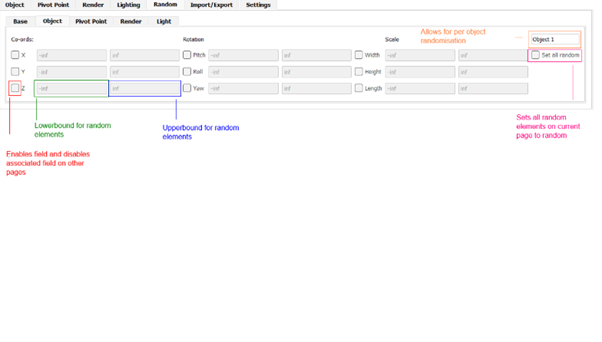 Object Pivot Point Render Lighting Random Import/Export Settings
Base Object Pivot Point Render Light
Allows for per object
randomisation
Co-ords: Rotation Scale Object 1
X -inf inf Pitch -inf inf Width -inf inf Set all random
Y -inf inf Roll -inf inf Height -inf inf
Z -inf inf Yaw -inf inf Length -inf inf
Lowerbound for random
elements
Upperbound for random
elements
Sets all random
elements on current
page to random
Enables field and disables
associated field on other
pages